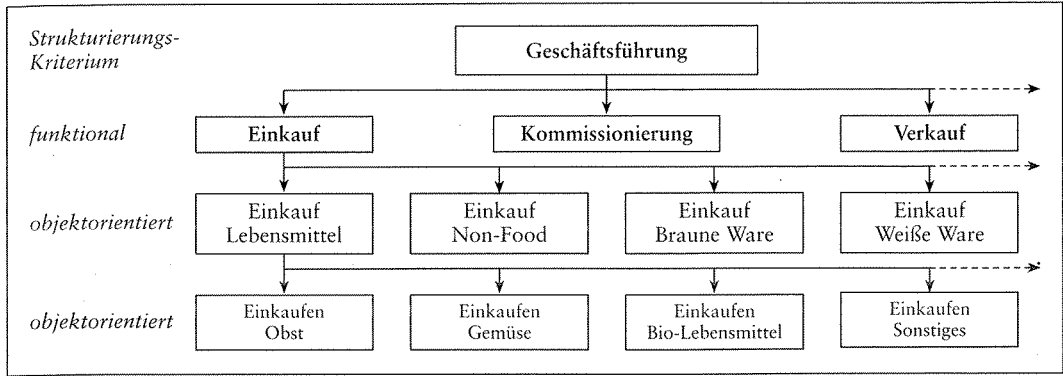 Strukturierungs-
Kriterium
Geschäftsführung
funktional
Einkauf
Kommissionierung
Verkauf
objektorientiert
Einkauf
Lebensmittel
Einkauf
Non-Food
Einkauf
Braune Ware
Einkauf
Weiße Ware
objektorientiert
Einkaufen
Obst
Einkaufen
Gemüse
Einkaufen
Bio-Lebensmittel
Einkaufen
Sonstiges